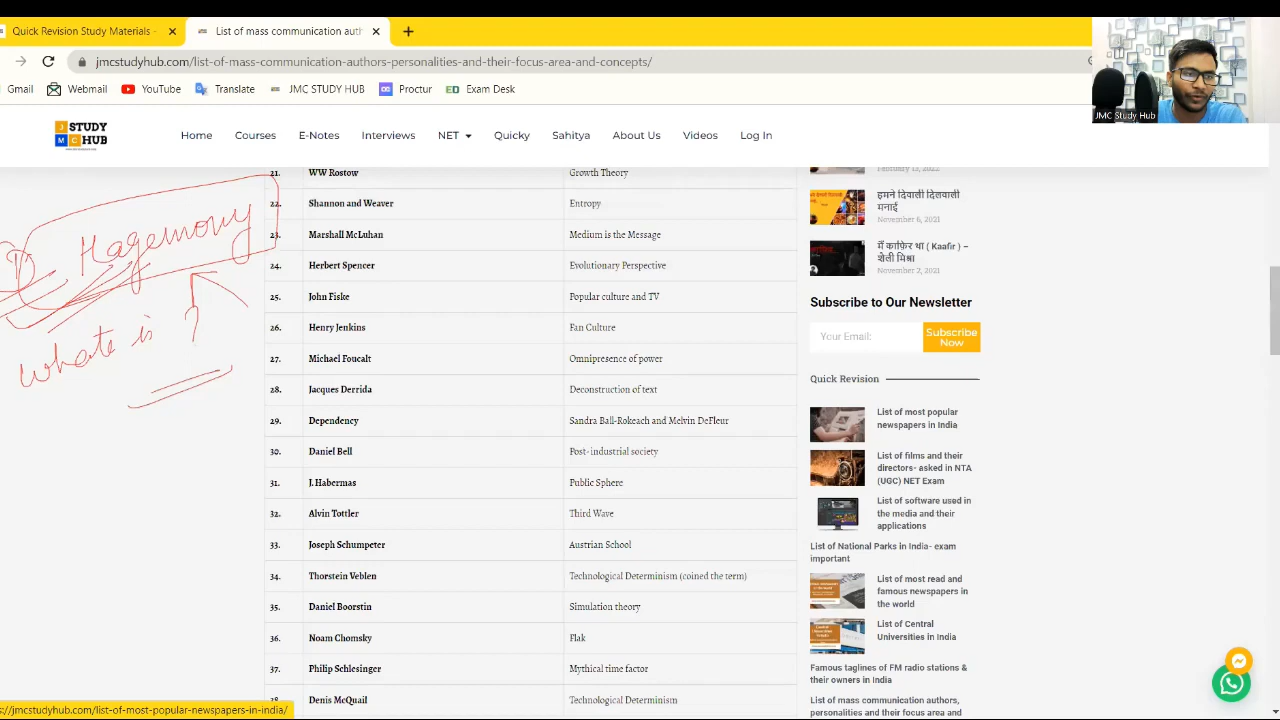 Quick Revision Study Materials -
List of mass communication auth
jmcstudyhub.com/list-of-mass-communication-authors-per
focus-area-and-concepts/
Gmail
Webmail
YouTube
Translate
JMC STUDY HUB
Proctur
Exam Desk
JMC Study Hub
J STUDY
M C HUB
Home
Courses
E-Notes
Interviews
NET
Quicky
Sahitya
About Us
Videos
Log In
21. WW Rostow Growth Theory
22. Shannon and Weaver Entropy
23. Marshall McLuhan Medium is the Message
24. Herbert Spencer Evolutionary Perspective
25. John Fiske Popular culture and TV
26. Henry Jenkins Fan Culture
27. Michael Foucalt Omnipresence of power
28. Jacques Derrida Deconstruction of text
29. Dependency Sandra Ball-Rokeach and Melvin DeFleur
30. Daniel Bell Post-industrial society
31. J. Habermas Public Sphere
32. Alvin Tottler Third Wave
33. Joseph Schumpeter Austrian School
34. Thorstein Veblen Technological Determinism (coined the term)
35. Daniel Boorstin Simulation theory
36. Noam Chomsky
37. Philip Schlesinger Medical time factor
38. Denis McQuail Technological Determinism
Hegemony
what is ?
February 13, 2022
हमने दिवाली दिलवाली
मनाई
November 6, 2021
मैं काफ़िर था ( Kaafir ) –
शैली मिश्रा
November 2, 2021
Subscribe to Our Newsletter
Your Email:
Subscribe
Now
Quick Revision
List of most popular
newspapers in India
List of films and their
directors- asked in NTA
(UGC) NET Exam
List of software used in
the media and their
applications
List of National Parks in India- exam
important
List of most read and
famous newspapers in
the world
List of Central
Universities in India
Famous taglines of FM radio stations &
their owners in India
List of mass communication authors,
personalities and their focus area and
s://jmcstudyhub.com/list-of-most-popular-newspapers-in-india/